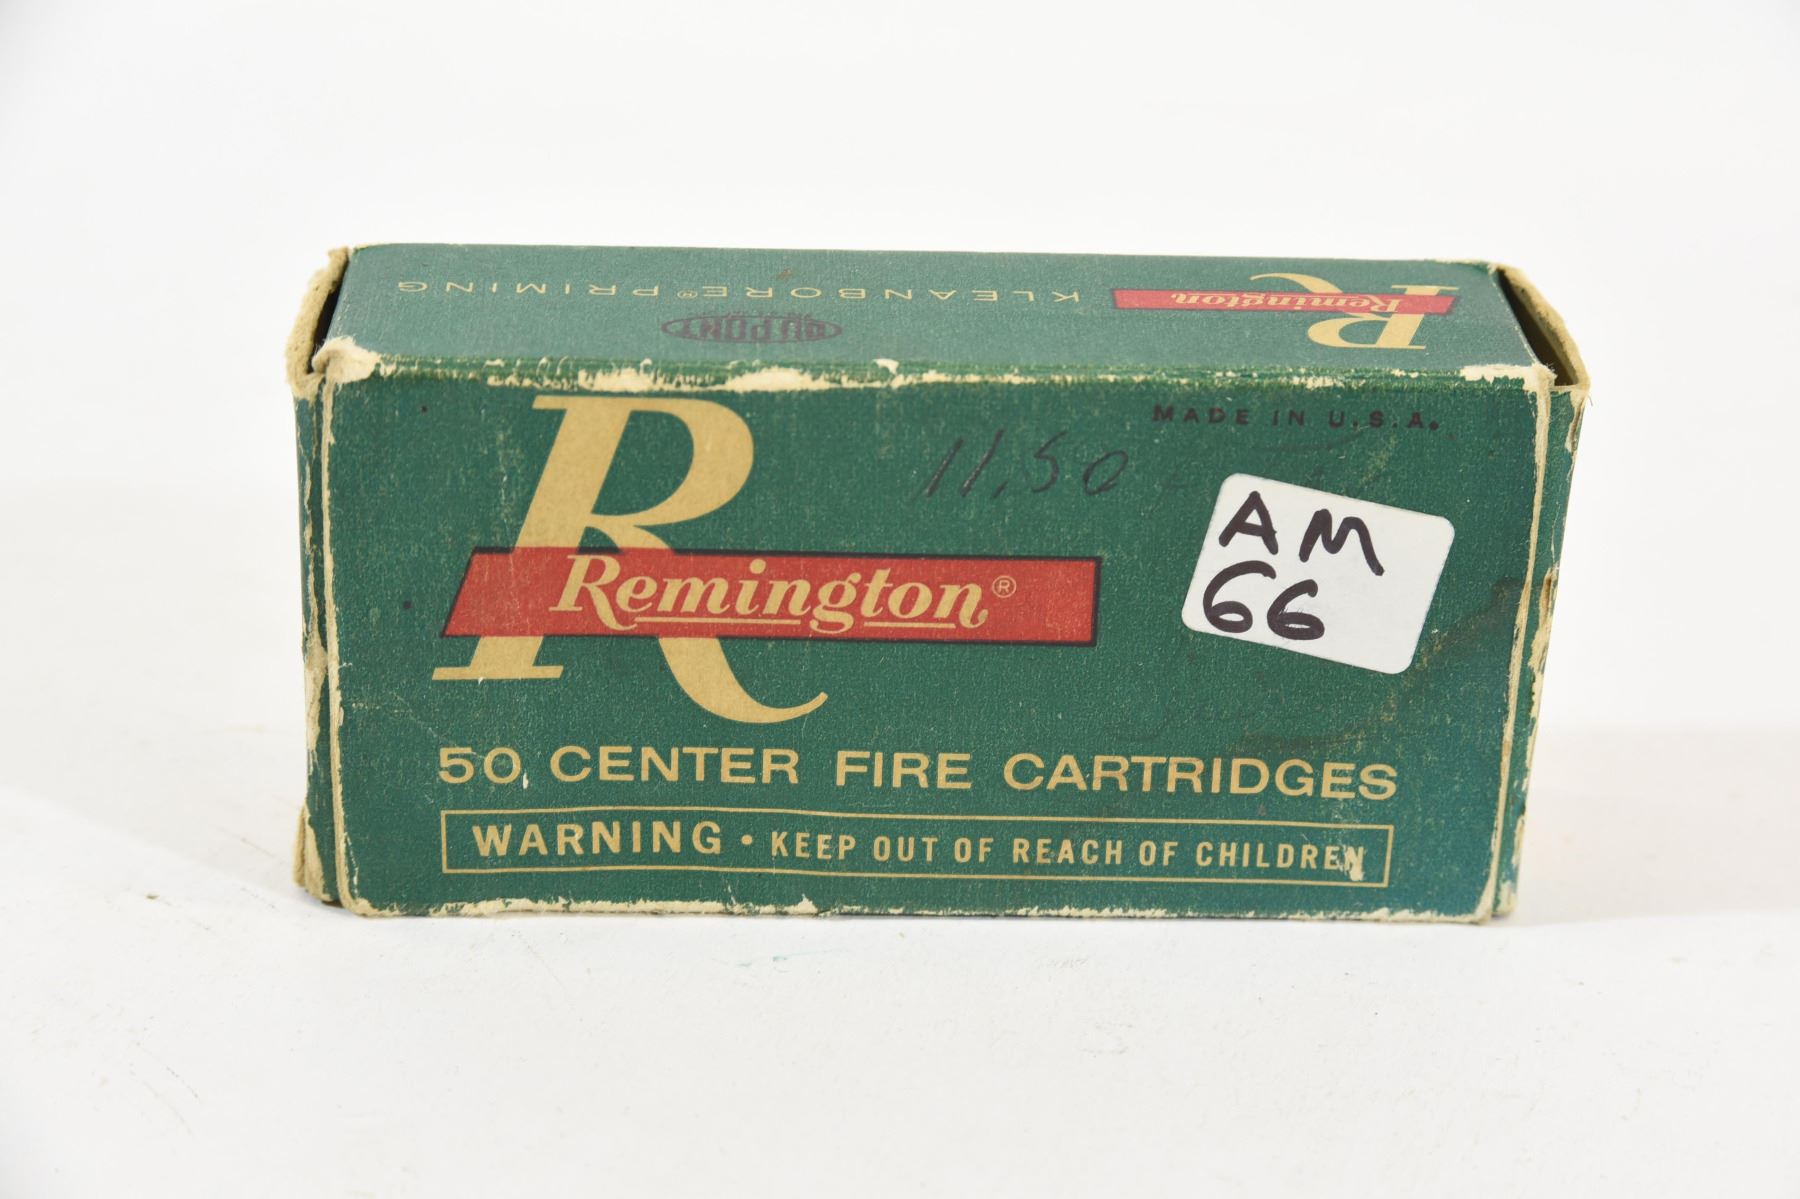 KLEANBORE® PRIMING
DUPONT
R
Remington
MADE IN U.S.A.
11.50
AM
66
R
Remington®
50 CENTER FIRE CARTRIDGES
WARNING • KEEP OUT OF REACH OF CHILDREN